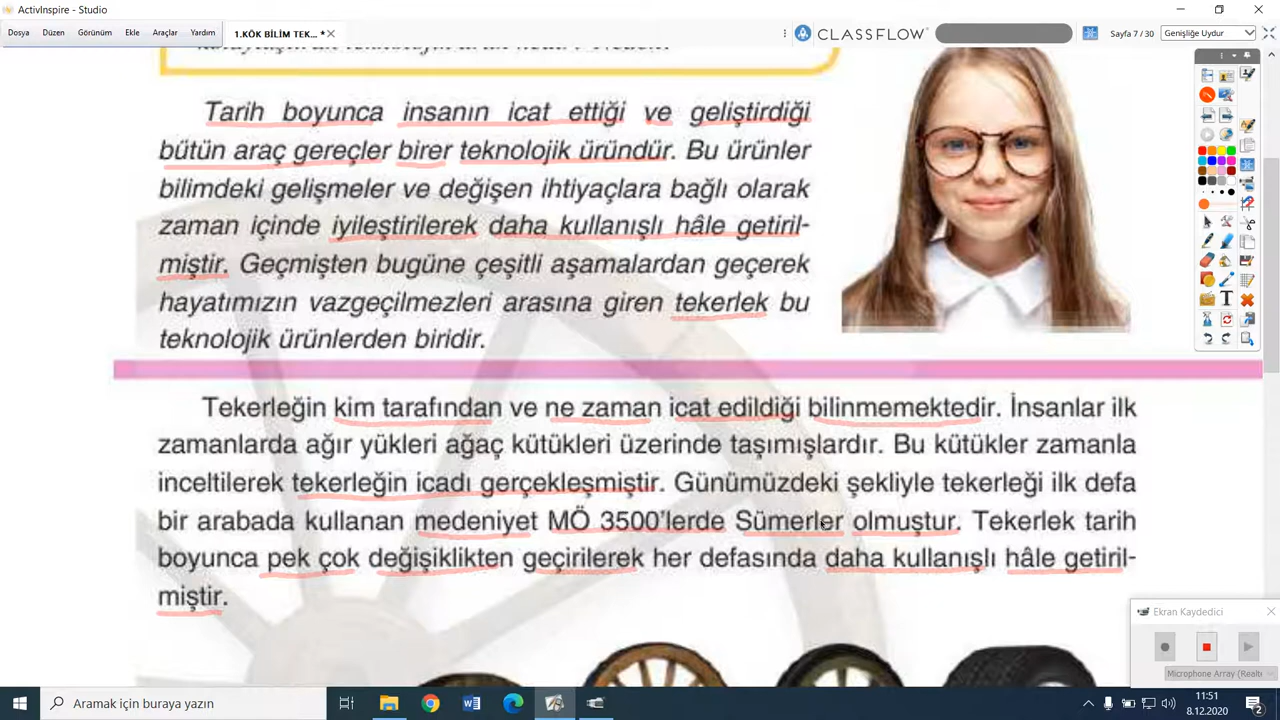 ActivInspire - Studio
Dosya Düzen Görünüm Ekle Araçlar Yardım
1.KÖK BİLİM TEK... *
CLASSFLOW
Sayfa 7 / 30
Genişliğe Uydur
Tarih boyunca insanın icat ettiği ve geliştirdiği
bütün araç gereçler birer teknolojik üründür. Bu ürünler
bilimdeki gelişmeler ve değişen ihtiyaçlara bağlı olarak
zaman içinde iyileştirilerek daha kullanışlı hâle getiril-
miştir. Geçmişten bugüne çeşitli aşamalardan geçerek
hayatımızın vazgeçilmezleri arasına giren tekerlek bu
teknolojik ürünlerden biridir.
Tekerleğin kim tarafından ve ne zaman icat edildiği bilinmemektedir. İnsanlar ilk
zamanlarda ağır yükleri ağaç kütükleri üzerinde taşımışlardır. Bu kütükler zamanla
inceltilerek tekerleğin icadı gerçekleşmiştir. Günümüzdeki şekliyle tekerleği ilk defa
bir arabada kullanan medeniyet MÖ 3500'lerde Sümerler olmuştur. Tekerlek tarih
boyunca pek çok değişiklikten geçirilerek her defasında daha kullanışlı hâle getiril-
miştir.
Ekran Kaydedici
Microphone Array (Realte
Aramak için buraya yazın
11:51
8.12.2020
2